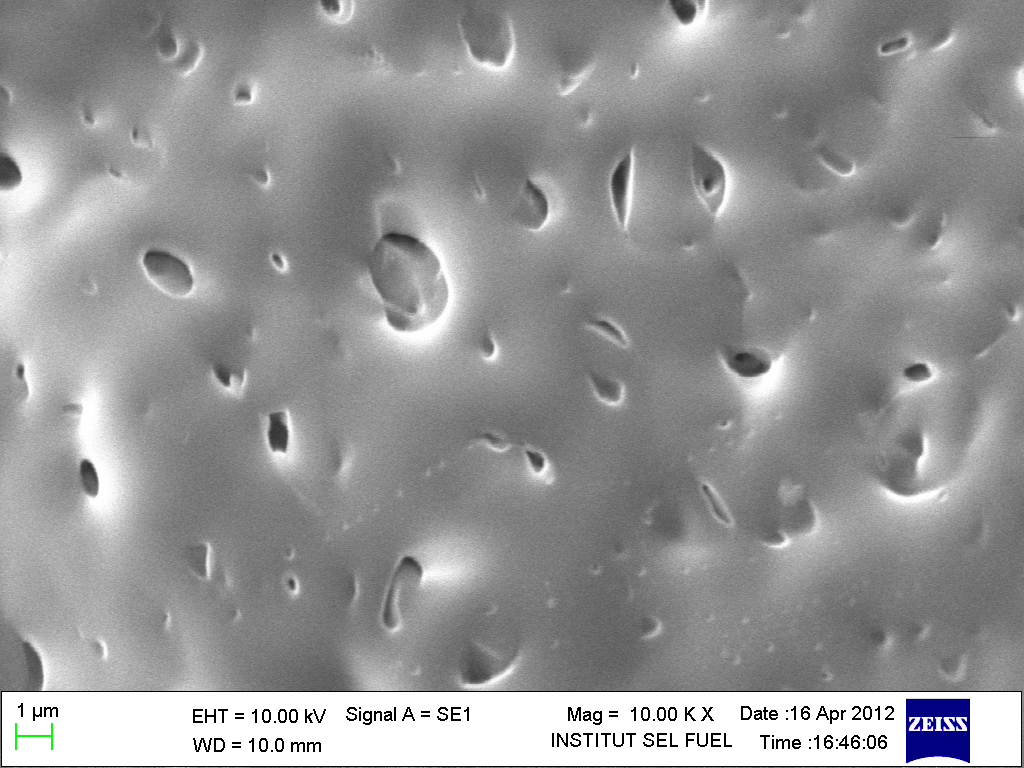 1 µm
EHT = 10.00 kV Signal A = SE1 Mag = 10.00 K X Date :16 Apr 2012
WD = 10.0 mm INSTITUT SEL FUEL Time :16:46:06
ZEISS